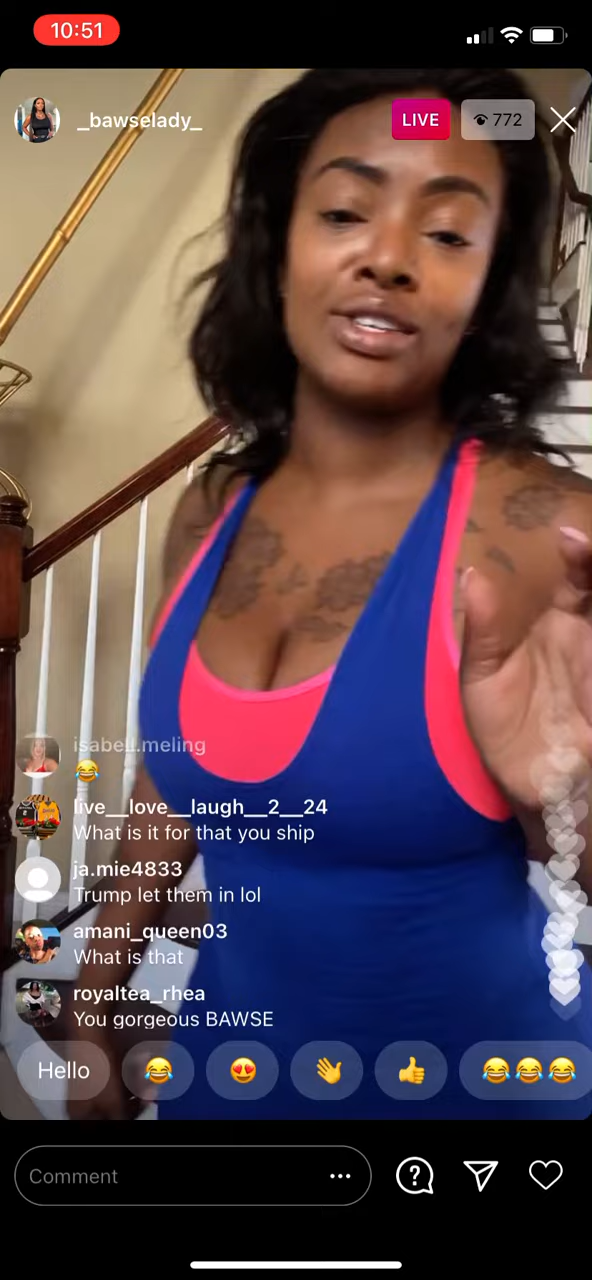 10:51
_bawselady_
LIVE
772
isabell.meling
😂
live__love__laugh__2__24
What is it for that you ship
ja.mie4833
Trump let them in lol
amani_queen03
What is that
royaltea_rhea
You gorgeous BAWSE
Hello 😂 😍 👋 👍 😂😂😂
Comment